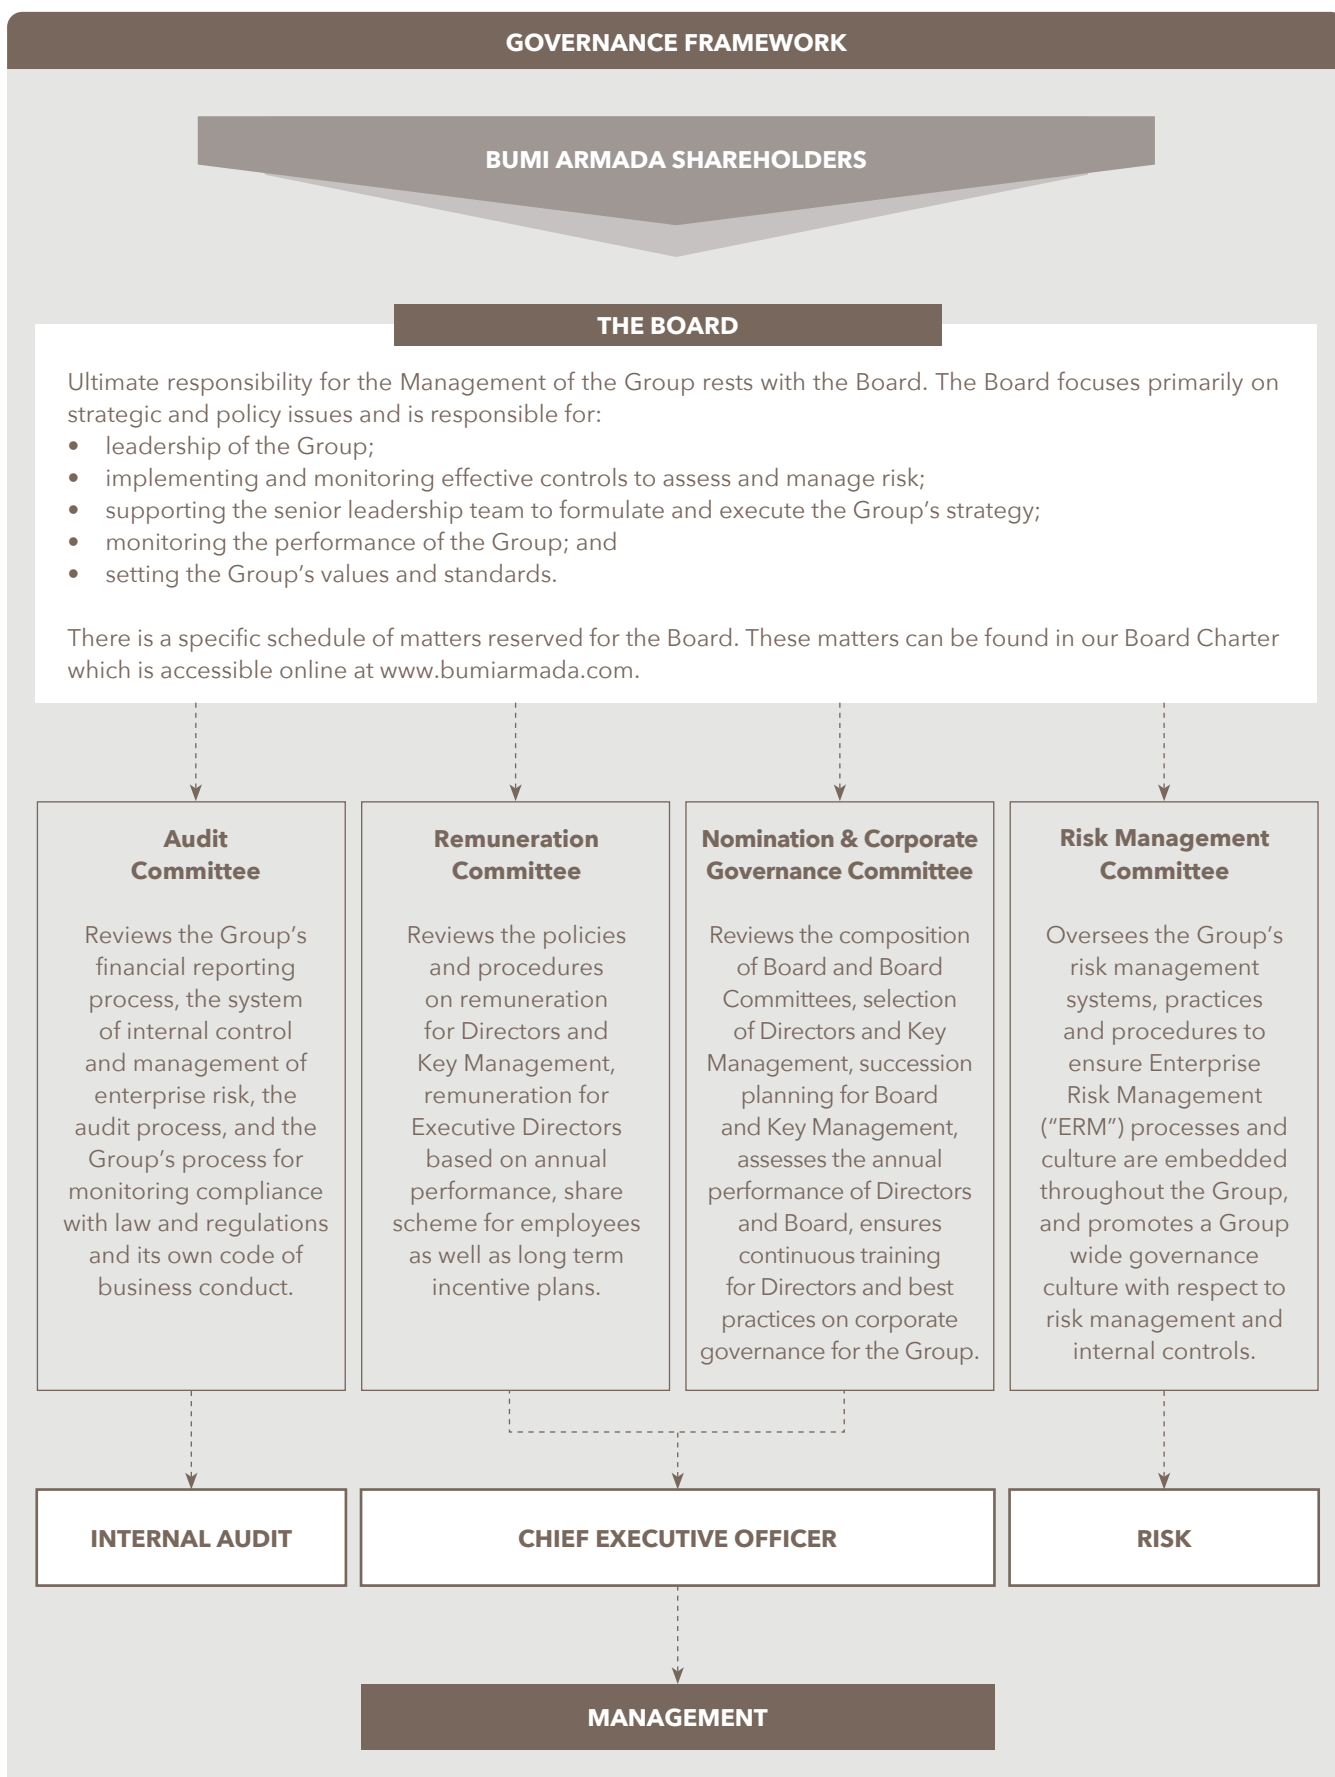 GOVERNANCE FRAMEWORK
BUMI ARMADA SHAREHOLDERS
THE BOARD
Ultimate responsibility for the Management of the Group rests with the Board. The Board focuses primarily on
strategic and policy issues and is responsible for:
• leadership of the Group;
• implementing and monitoring effective controls to assess and manage risk;
• supporting the senior leadership team to formulate and execute the Group’s strategy;
• monitoring the performance of the Group; and
• setting the Group’s values and standards.
There is a specific schedule of matters reserved for the Board. These matters can be found in our Board Charter
which is accessible online at www.bumiarmada.com.
Audit
Committee
Reviews the Group’s
financial reporting
process, the system
of internal control
and management of
enterprise risk, the
audit process, and the
Group’s process for
monitoring compliance
with law and regulations
and its own code of
business conduct.
Remuneration
Committee
Reviews the policies
and procedures
on remuneration
for Directors and
Key Management,
remuneration for
Executive Directors
based on annual
performance, share
scheme for employees
as well as long term
incentive plans.
Nomination & Corporate
Governance Committee
Reviews the composition
of Board and Board
Committees, selection
of Directors and Key
Management, succession
planning for Board
and Key Management,
assesses the annual
performance of Directors
and Board, ensures
continuous training
for Directors and best
practices on corporate
governance for the Group.
Risk Management
Committee
Oversees the Group’s
risk management
systems, practices
and procedures to
ensure Enterprise
Risk Management
(“ERM”) processes and
culture are embedded
throughout the Group,
and promotes a Group
wide governance
culture with respect to
risk management and
internal controls.
INTERNAL AUDIT
CHIEF EXECUTIVE OFFICER
RISK
MANAGEMENT